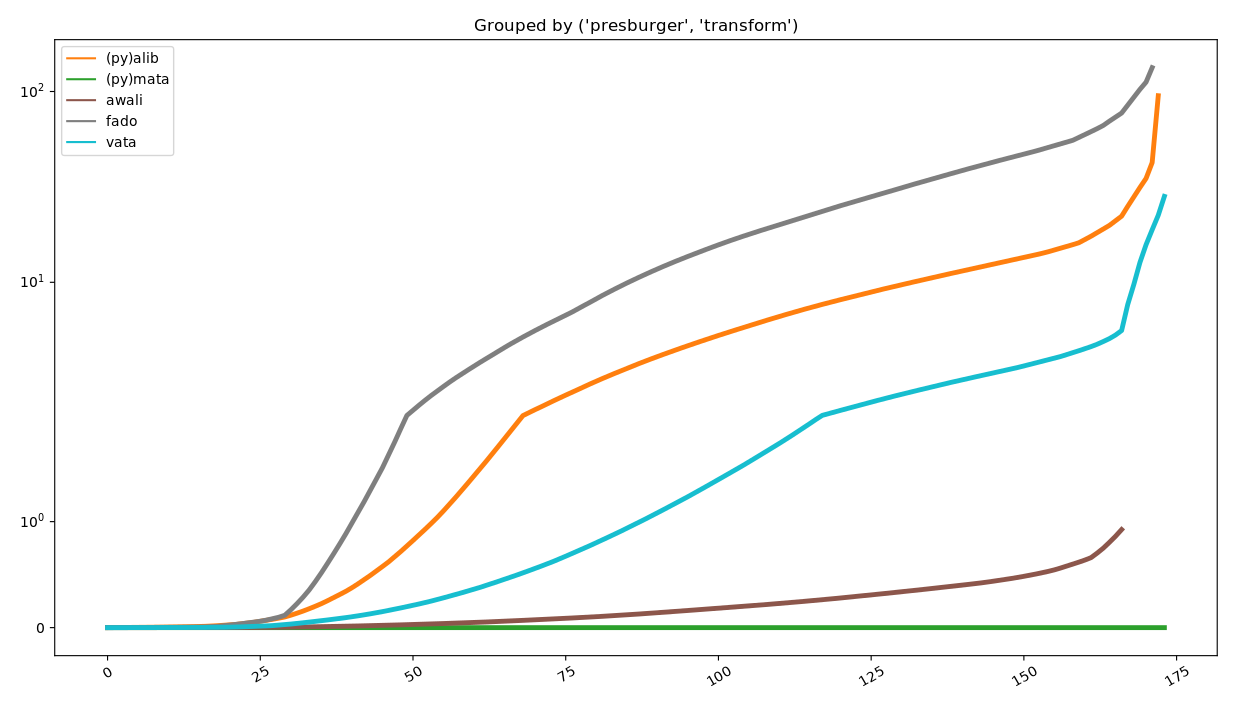 Grouped by ('presburger', 'transform')
(py)alib
(py)mata
awali
fado
vata
10²
10¹
10⁰
0
0
25
50
75
100
125
150
175